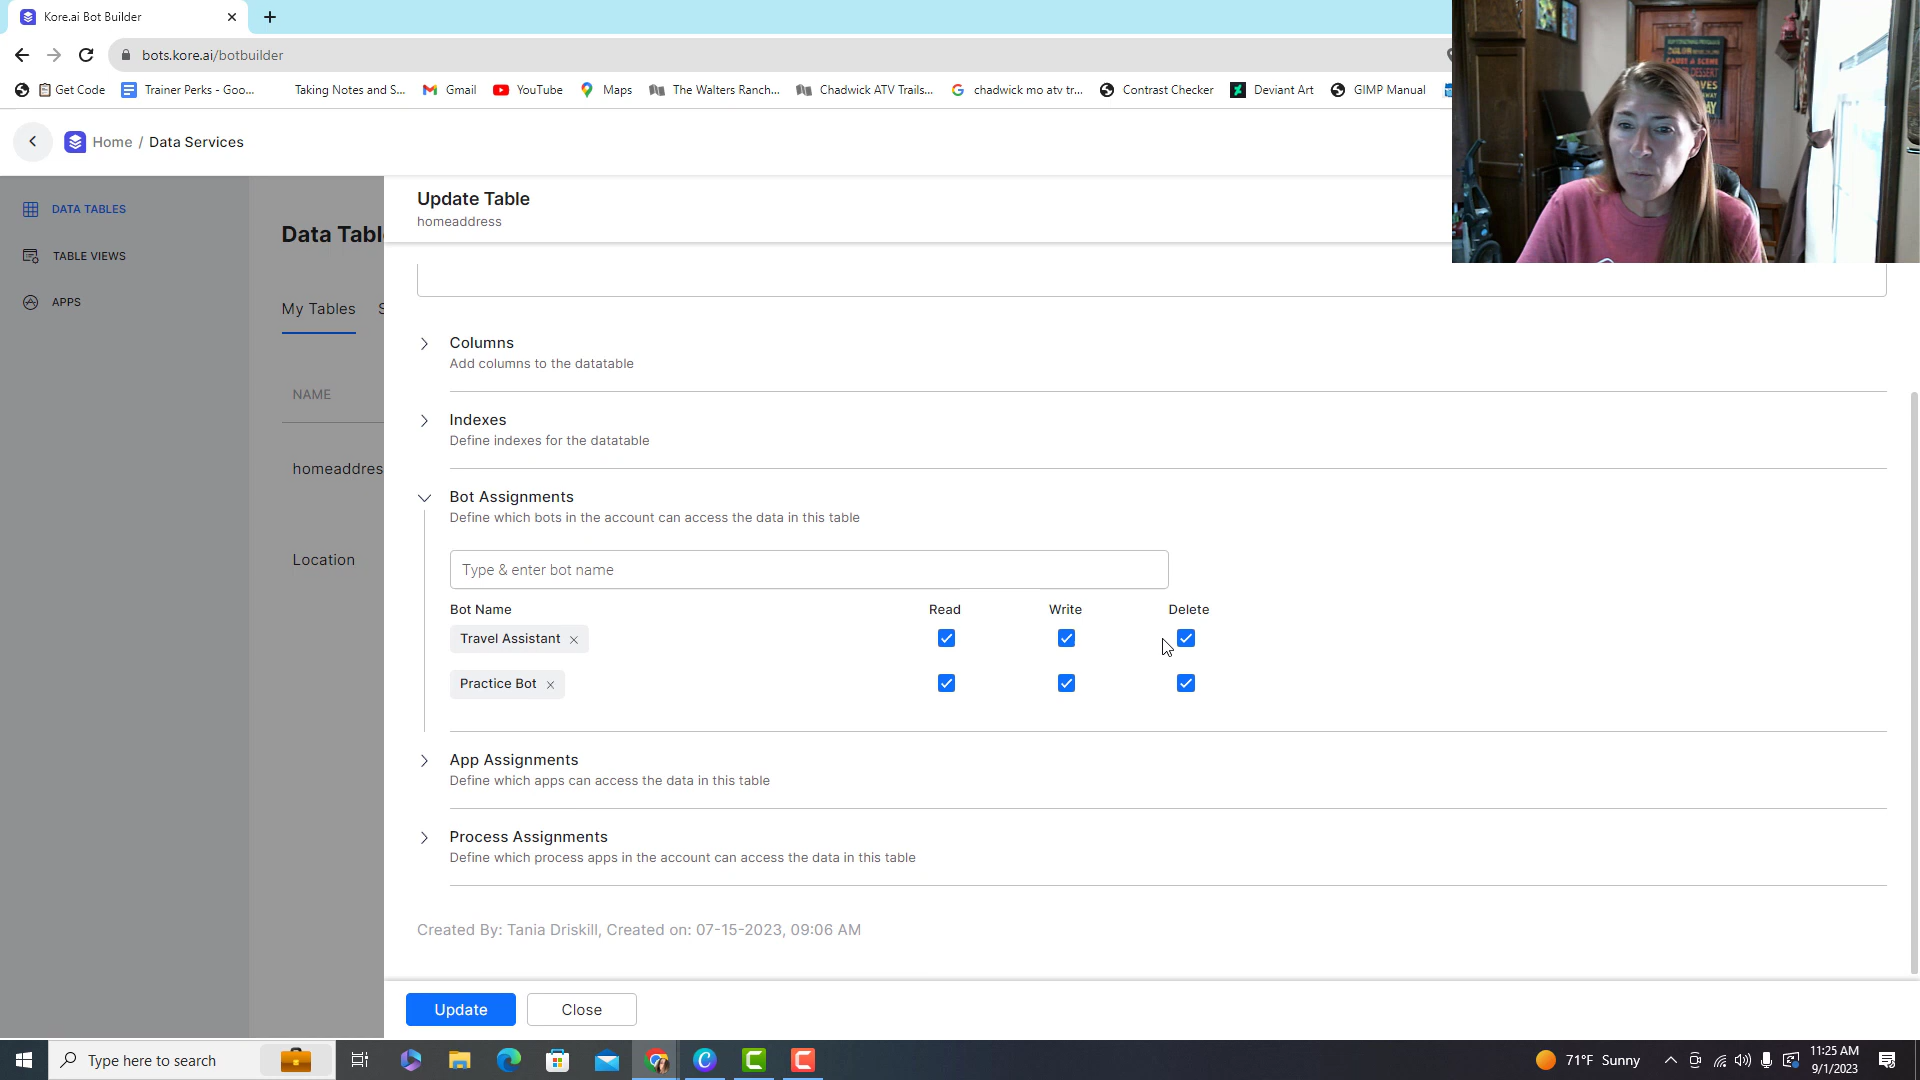 Kore.ai Bot Builder
bots.kore.ai/botbuilder
Get Code
Trainer Perks - Goo...
Taking Notes and S...
Gmail
YouTube
Maps
The Walters Ranch...
Chadwick ATV Trails...
chadwick mo atv tr...
Contrast Checker
Deviant Art
GIMP Manual
Home / Data Services
DATA TABLES
TABLE VIEWS
APPS
Data Tabl
My Tables S
NAME
homeaddres
Location
Update Table
homeaddress
Columns
Add columns to the datatable
Indexes
Define indexes for the datatable
Bot Assignments
Define which bots in the account can access the data in this table
Type & enter bot name
Bot Name Read Write Delete
Travel Assistant
Practice Bot
App Assignments
Define which apps can access the data in this table
Process Assignments
Define which process apps in the account can access the data in this table
Created By: Tania Driskill, Created on: 07-15-2023, 09:06 AM
Update Close
Type here to search
71°F Sunny
11:25 AM
9/1/2023